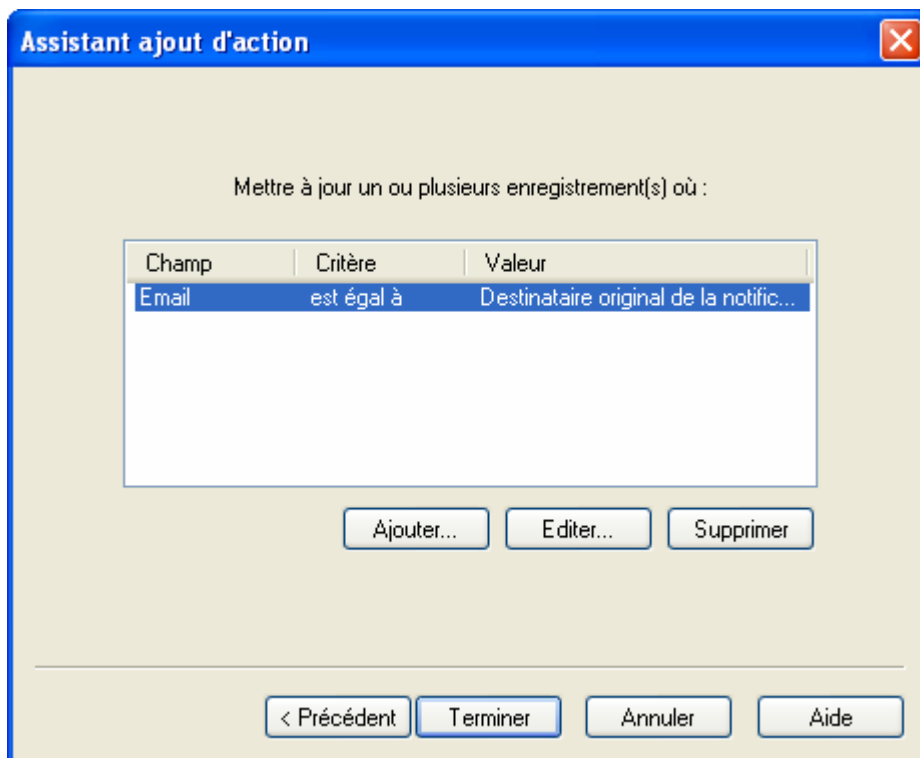 Assistant ajout d'action
Mettre à jour un ou plusieurs enregistrement(s) où :
Champ Critère Valeur
Email est égal à Destinataire original de la notific...
Ajouter... Editer... Supprimer
< Précédent Terminer Annuler Aide